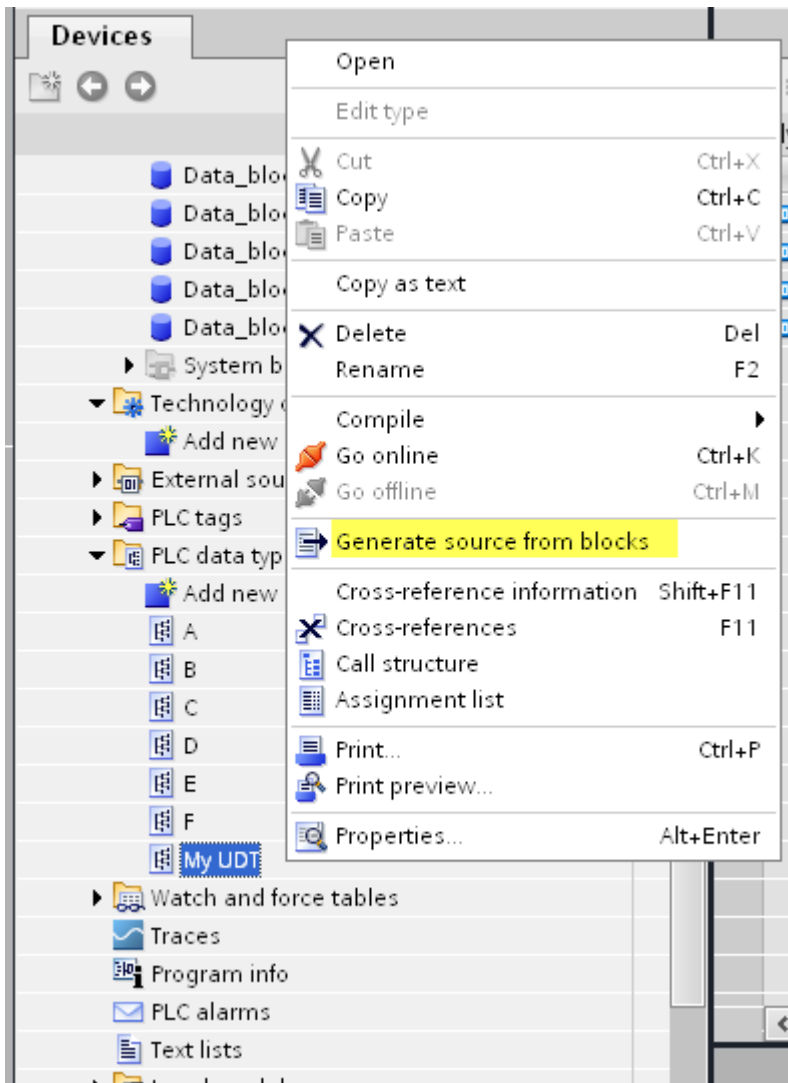 Devices
Open
Edit type
Cut Ctrl+X
Copy Ctrl+C
Paste Ctrl+V
Copy as text
Delete Del
Rename F2
Compile
Go online Ctrl+K
Go offline Ctrl+M
Generate source from blocks
Cross-reference information Shift+F11
Cross-references F11
Call structure
Assignment list
Print... Ctrl+P
Print preview...
Properties... Alt+Enter
Data_blo
Data_blo
Data_blo
Data_blo
Data_blo
System b
Technology
Add new
External sou
PLC tags
PLC data typ
Add new
A
B
C
D
E
F
My UDT
Watch and force tables
Traces
Program info
PLC alarms
Text lists